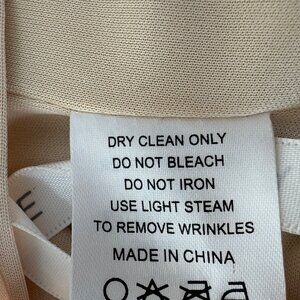 DRY CLEAN ONLY
DO NOT BLEACH
DO NOT IRON
USE LIGHT STEAM
TO REMOVE WRINKLES
MADE IN CHINA